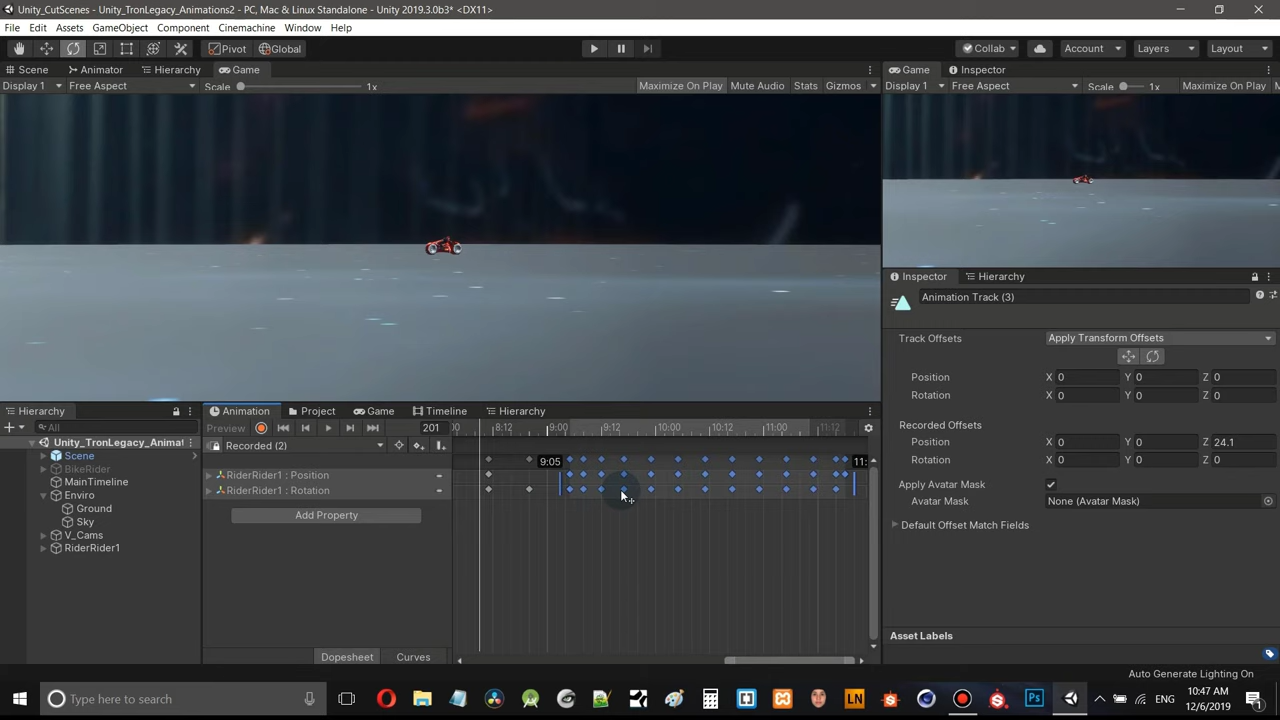 Unity_CutScenes - Unity_TronLegacy_Animations2 - PC, Mac & Linux Standalone - Unity 2019.3.0b3* <DX11>
File Edit Assets GameObject Component Cinemachine Window Help
Pivot Global Collab Account Layers Layout
Scene Animator Hierarchy Game Game Inspector
Display 1 Free Aspect Scale 1x Maximize On Play Mute Audio Stats Gizmos Display 1 Free Aspect Scale 1x Maximize On Play
Inspector Hierarchy
Animation Track (3)
Track Offsets Apply Transform Offsets
Position X 0 Y 0 Z 0
Rotation X 0 Y 0 Z 0
Recorded Offsets
Position X 0 Y 0 Z 24.1
Rotation X 0 Y 0 Z 0
Apply Avatar Mask
Avatar Mask None (Avatar Mask)
Default Offset Match Fields
Asset Labels
Auto Generate Lighting On
Hierarchy
All
Unity_TronLegacy_Animat
Scene
BikeRider
MainTimeline
Enviro
Ground
Sky
V_Cams
RiderRider1
Animation Project Game Timeline Hierarchy
Preview 201 :00 8:12 9:00 9:12 10:00 10:12 11:00 11:12
Recorded (2)
9:05 11:
RiderRider1 : Position
RiderRider1 : Rotation
Add Property
Dopesheet Curves
Type here to search
LN
Ps
ENG
10:47 AM
12/6/2019
1